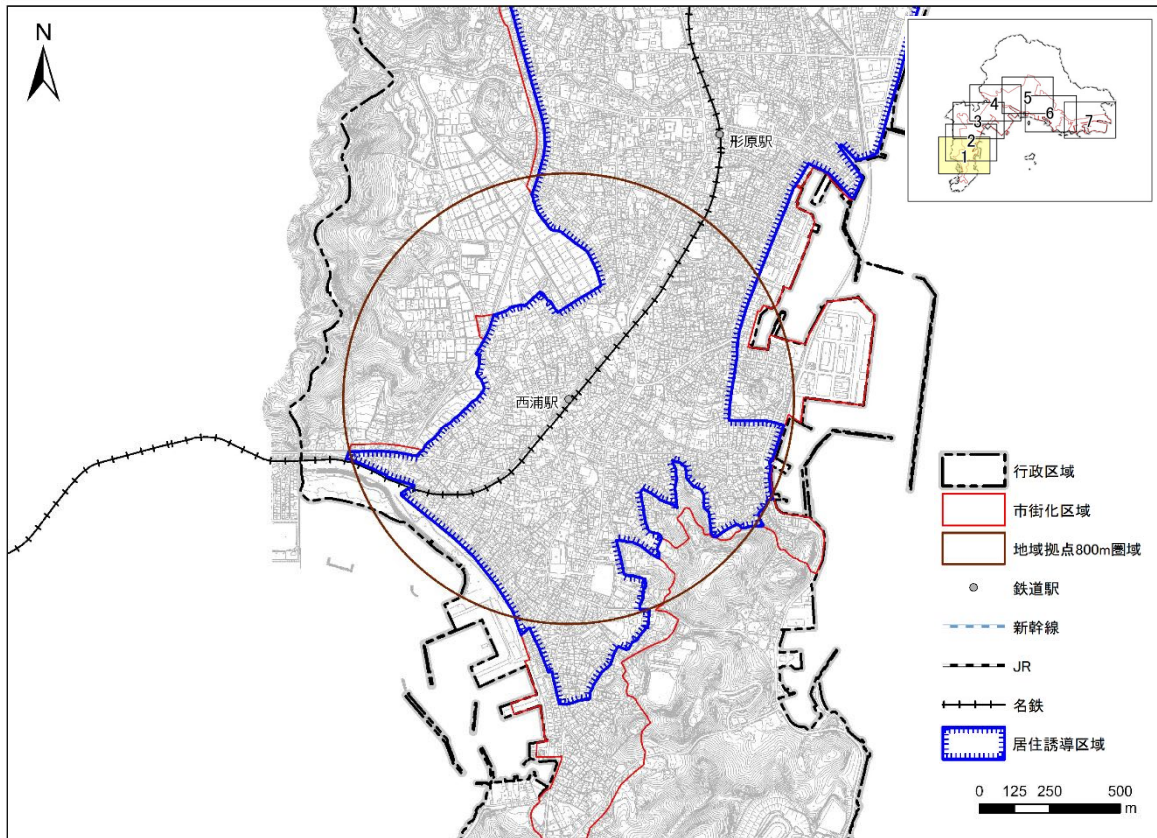 N
5
4
6
7
3
2
1
形原駅
西浦駅
行政区域
市街化区域
地域拠点800m圏域
鉄道駅
新幹線
JR
名鉄
居住誘導区域
0 125 250 500
m